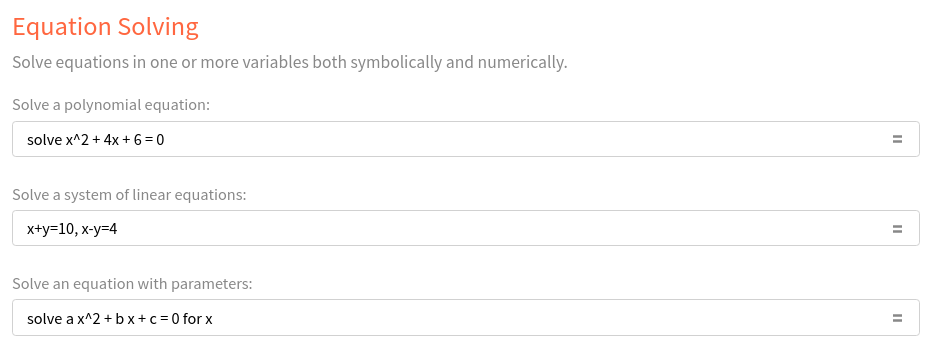 Equation Solving
Solve equations in one or more variables both symbolically and numerically.
Solve a polynomial equation:
solve x^2 + 4x + 6 = 0 =
Solve a system of linear equations:
x+y=10, x-y=4 =
Solve an equation with parameters:
solve a x^2 + b x + c = 0 for x =